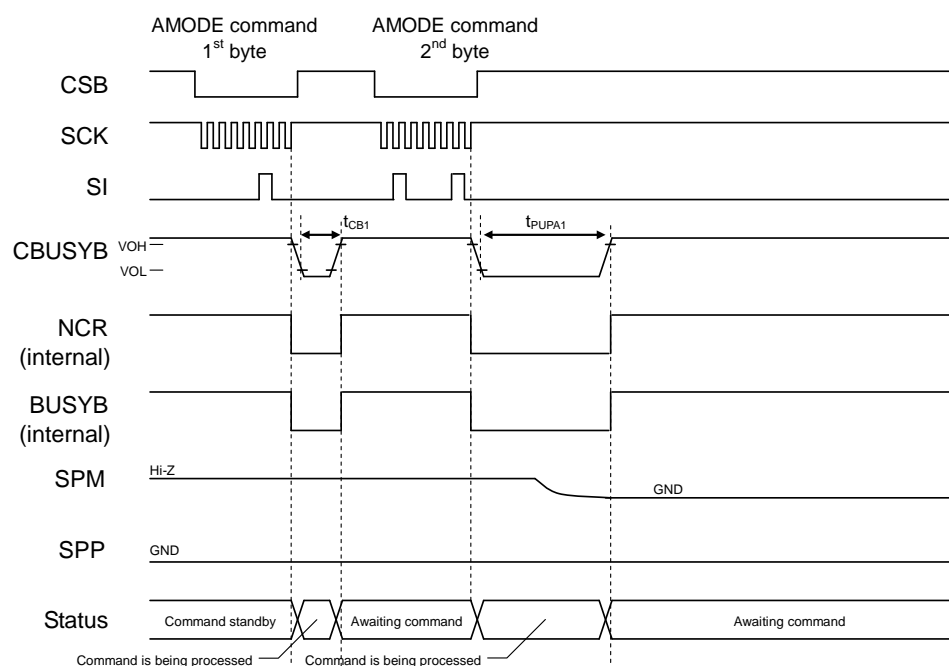 AMODE command
1st byte
AMODE command
2nd byte
CSB
SCK
SI
tCB1
tPUPA1
CBUSYB
VOH
VOL
NCR
(internal)
BUSYB
(internal)
SPM
Hi-Z
GND
SPP
GND
Status
Command standby
Awaiting command
Awaiting command
Command is being processed
Command is being processed